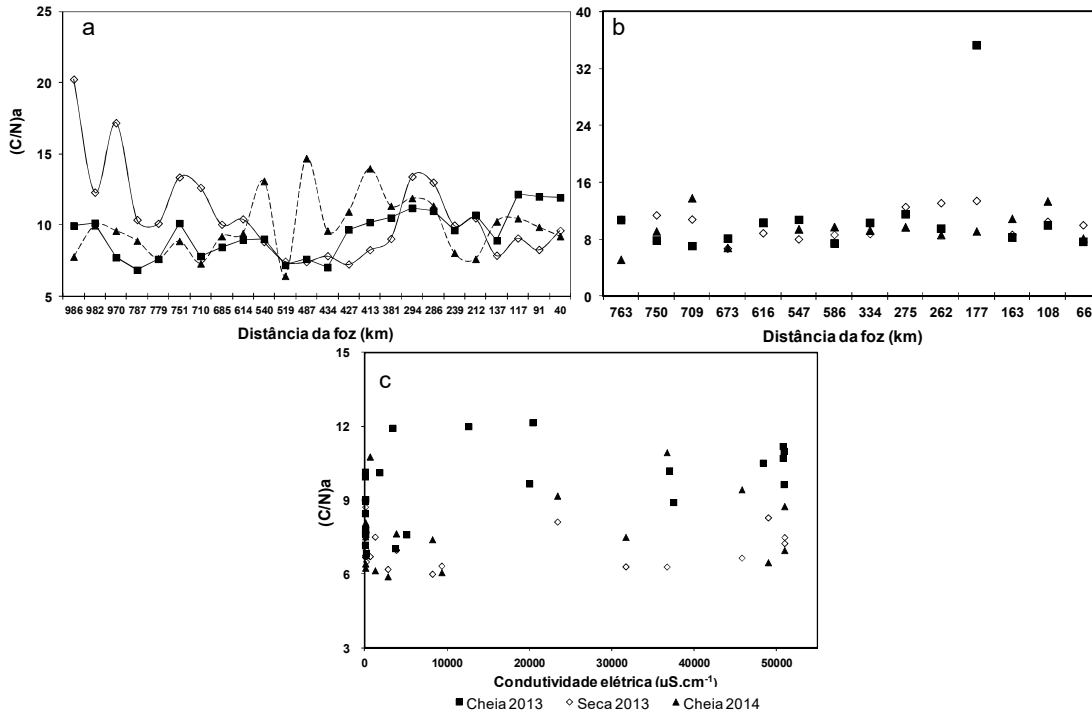 a
25
20
15
10
5
(C/N)a
986 982 970 787 779 751 710 685 614 540 519 487 434 427 413 381 294 286 239 212 137 117 91 40
Distância da foz (km)
b
40
32
24
16
8
0
763 750 709 673 616 547 586 334 275 262 177 163 108 66
Distância da foz (km)
c
15
12
9
6
3
(C/N)a
0 10000 20000 30000 40000 50000
Condutividade elétrica (µS.cm⁻¹)
Cheia 2013 Seca 2013 Cheia 2014